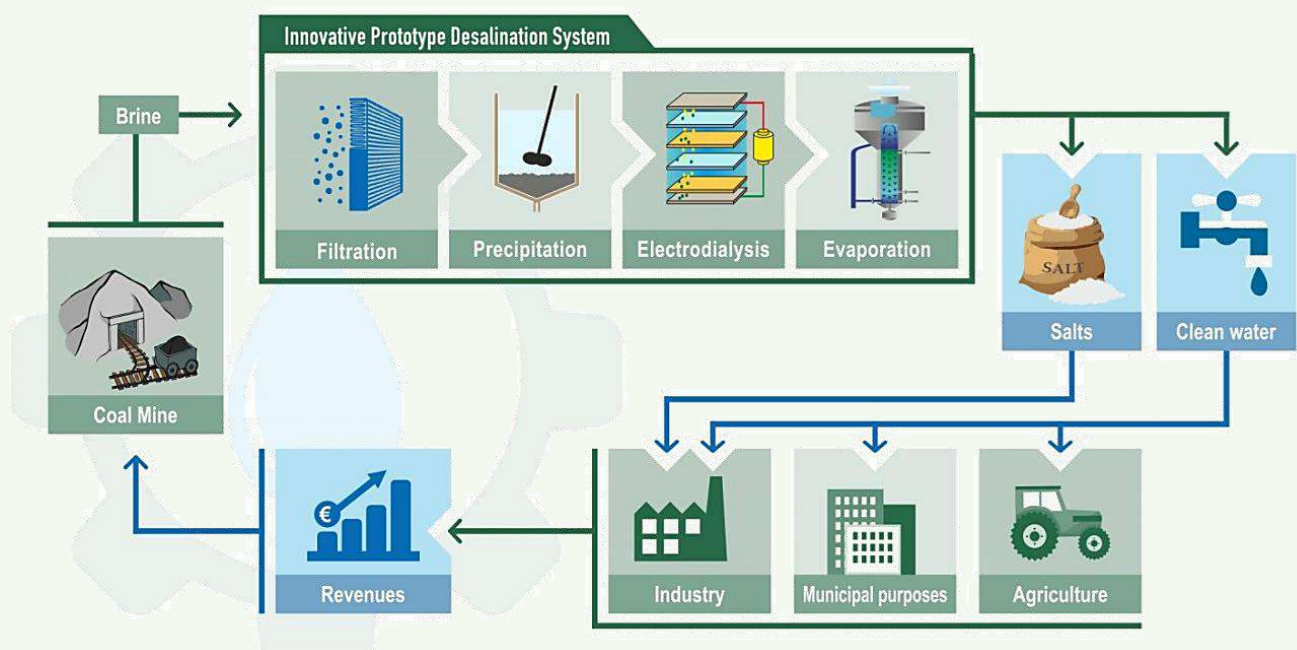 Innovative Prototype Desalination System
Brine
Filtration
Precipitation
Electrodialysis
Evaporation
SALT
Salts
Clean water
Coal Mine
€
Revenues
Industry
Municipal purposes
Agriculture